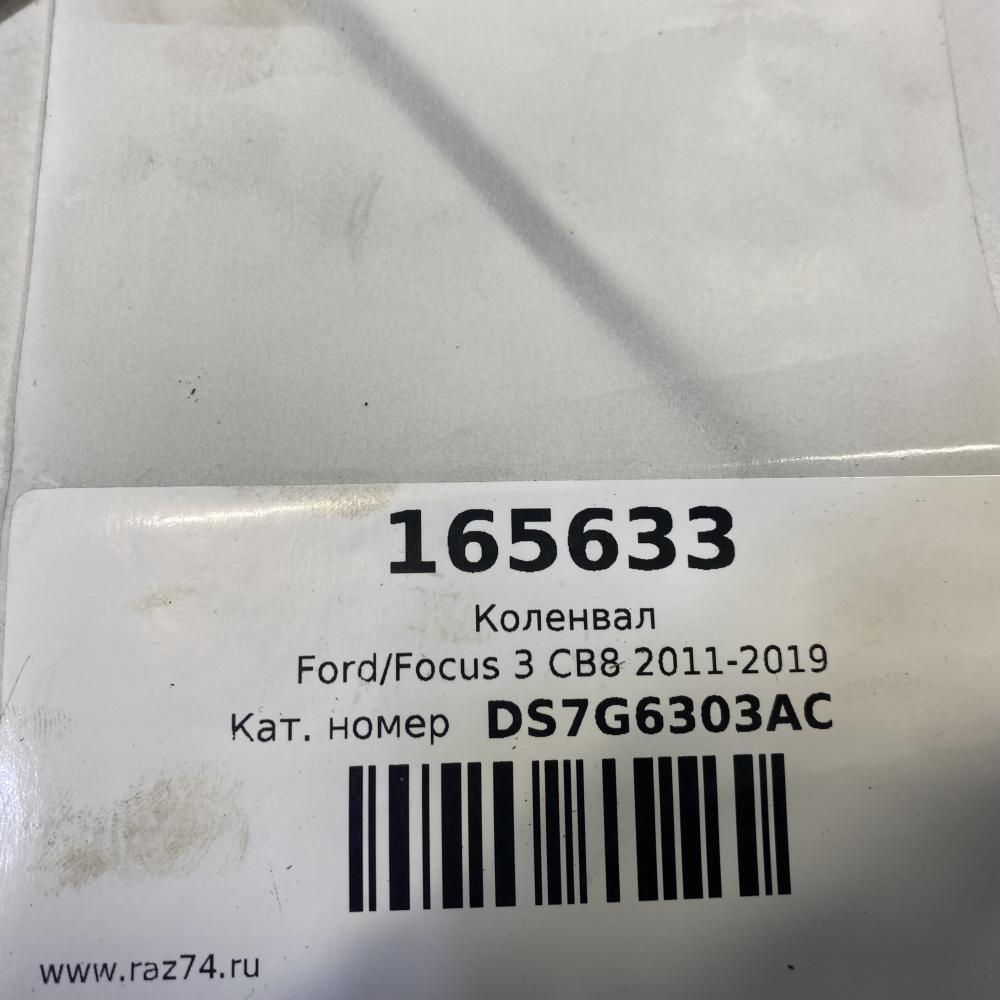 165633
Коленвал
Ford/Focus 3 CB8 2011-2019
Кат. номер DS7G6303AC
www.raz74.ru